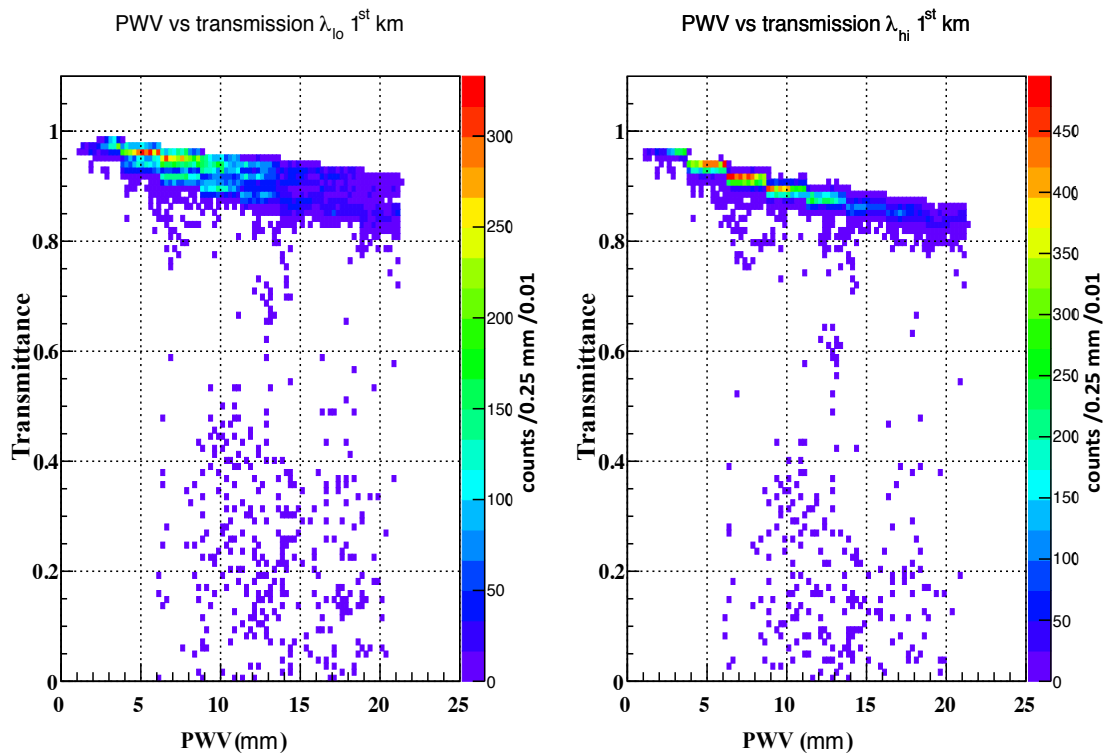 PWV vs transmission λlo 1st km
1
0.8
0.6
0.4
0.2
0
Transmittance
0 5 10 15 20 25
PWV (mm)
300
250
200
150
100
50
0
counts /0.25 mm /0.01
PWV vs transmission λhi 1st km
1
0.8
0.6
0.4
0.2
0
Transmittance
0 5 10 15 20 25
PWV (mm)
450
400
350
300
250
200
150
100
50
0
counts /0.25 mm /0.01